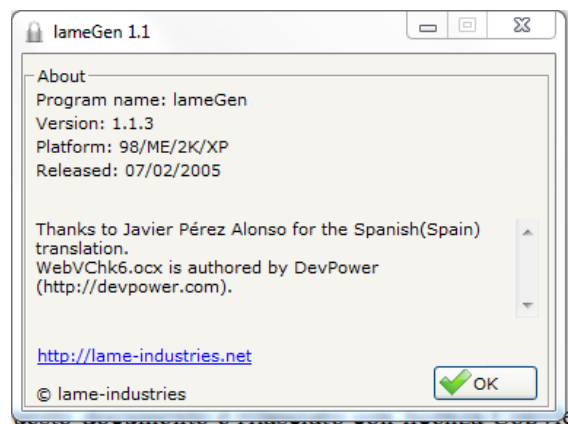 lameGen 1.1
About
Program name: lameGen
Version: 1.1.3
Platform: 98/ME/2K/XP
Released: 07/02/2005
Thanks to Javier Pérez Alonso for the Spanish(Spain)
translation.
WebVChk6.ocx is authored by DevPower
(http://devpower.com).
http://lame-industries.net
OK
© lame-industries